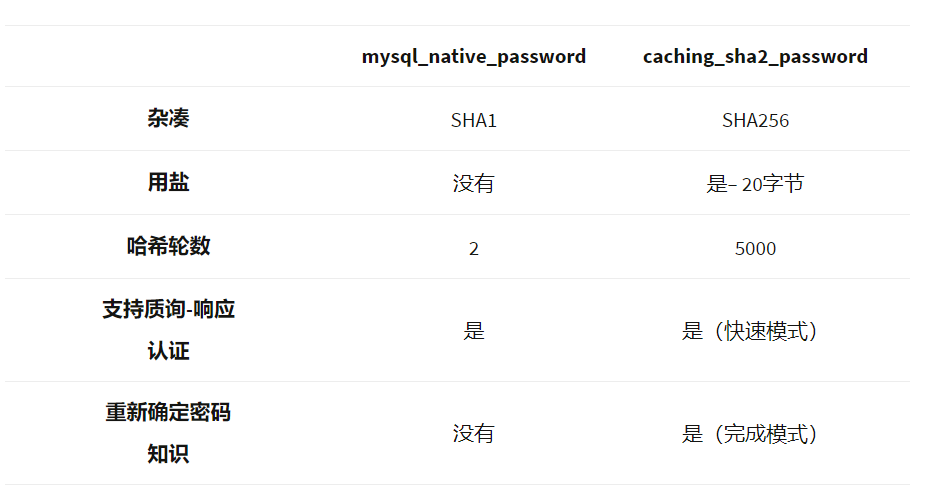 mysql_native_password caching_sha2_password
杂凑 SHA1 SHA256
用盐 没有 是– 20字节
哈希轮数 2 5000
支持质询-响应
认证 是 是（快速模式）
重新确定密码
知识 没有 是（完成模式）